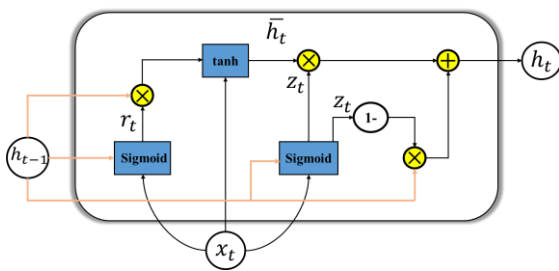 h̄ₜ
tanh
×
+
hₜ
zₜ
×
rₜ
zₜ
1-
hₜ₋₁
Sigmoid
Sigmoid
×
xₜ